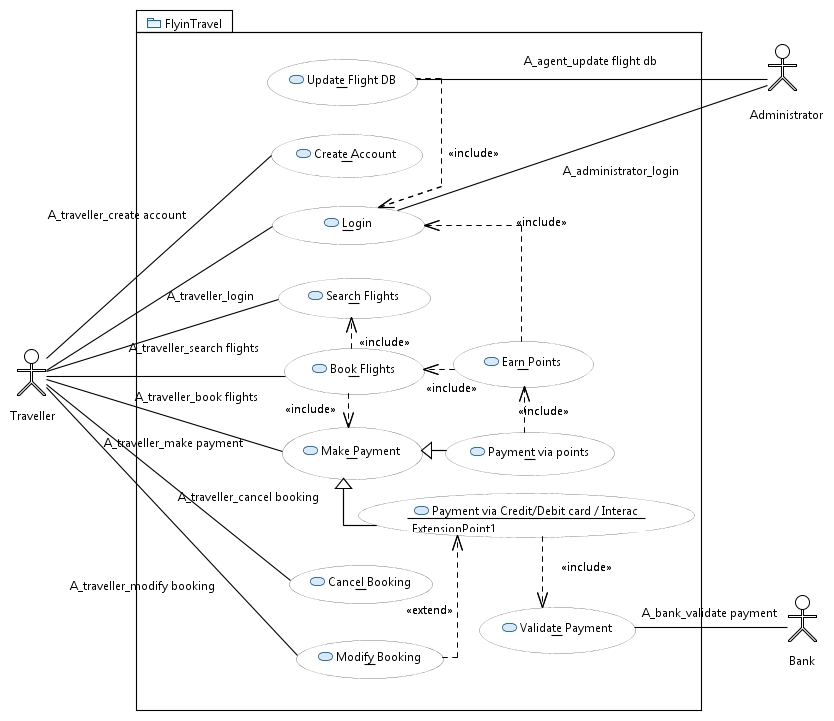 FlyinTravel
A_agent_update flight db
Update Flight DB
Administrator
Create Account
«include»
A_administrator_login
A_traveller_create account
Login
«include»
A_traveller_login
Search Flights
«include»
A_traveller_search flights
Traveller
Book Flights
Earn Points
«include»
A_traveller_book flights
«include»
«include»
A_traveller_make payment
Make Payment
Payment via points
A_traveller_cancel booking
Payment via Credit/Debit card / Interac
ExtensionPoint1
«include»
A_traveller_modify booking
Cancel Booking
«extend»
A_bank_validate payment
Validate Payment
Modify Booking
Bank